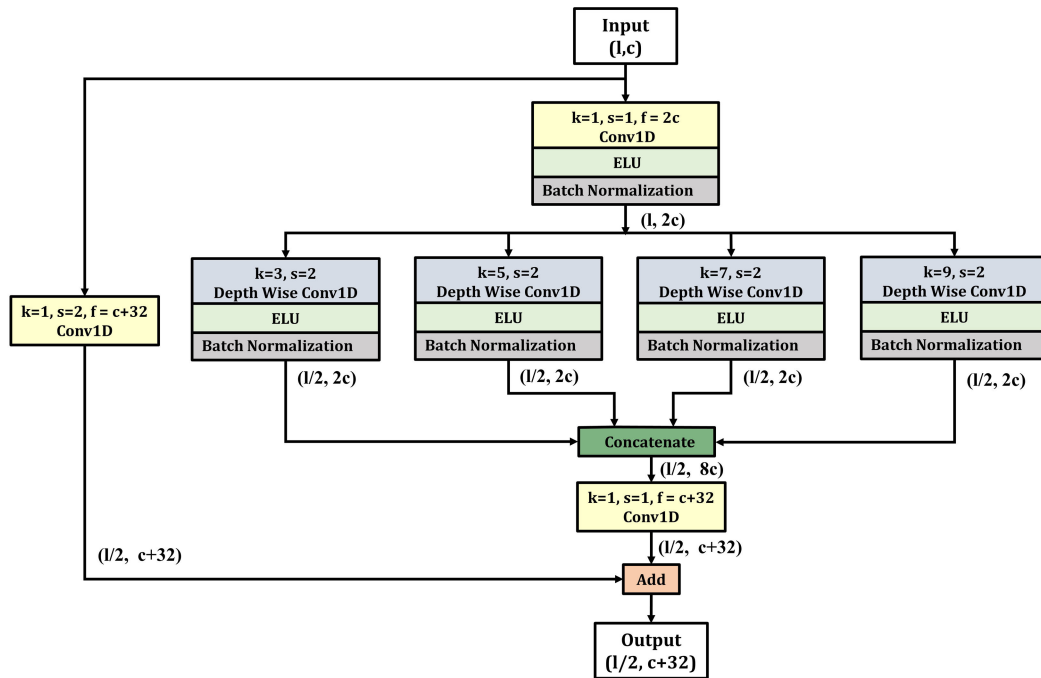 Input
(l,c)
k=1, s=1, f = 2c
Conv1D
ELU
Batch Normalization
(l, 2c)
k=3, s=2
Depth Wise Conv1D
ELU
Batch Normalization
(l/2, 2c)
k=5, s=2
Depth Wise Conv1D
ELU
Batch Normalization
(l/2, 2c)
k=7, s=2
Depth Wise Conv1D
ELU
Batch Normalization
(l/2, 2c)
k=9, s=2
Depth Wise Conv1D
ELU
Batch Normalization
(l/2, 2c)
k=1, s=2, f = c+32
Conv1D
Concatenate
(l/2, 8c)
k=1, s=1, f = c+32
Conv1D
(l/2, c+32)
(l/2, c+32)
Add
Output
(l/2, c+32)